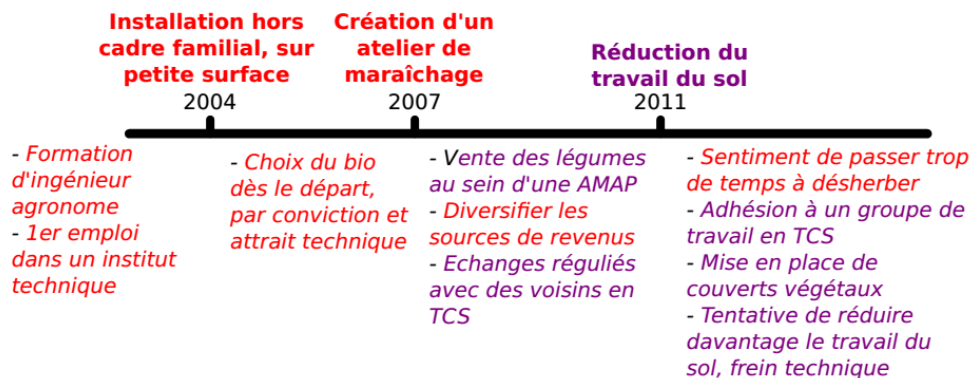 Installation hors
cadre familial, sur
petite surface
2004
Création d'un
atelier de
maraîchage
2007
Réduction du
travail du sol
2011
- Formation
d'ingénieur
agronome
- 1er emploi
dans un institut
technique
- Choix du bio
dès le départ,
par conviction et
attrait technique
- Vente des légumes
au sein d'une AMAP
- Diversifier les
sources de revenus
- Echanges réguliés
avec des voisins en
TCS
- Sentiment de passer trop
de temps à désherber
- Adhésion à un groupe de
travail en TCS
- Mise en place de
couverts végétaux
- Tentative de réduire
davantage le travail du
sol, frein technique